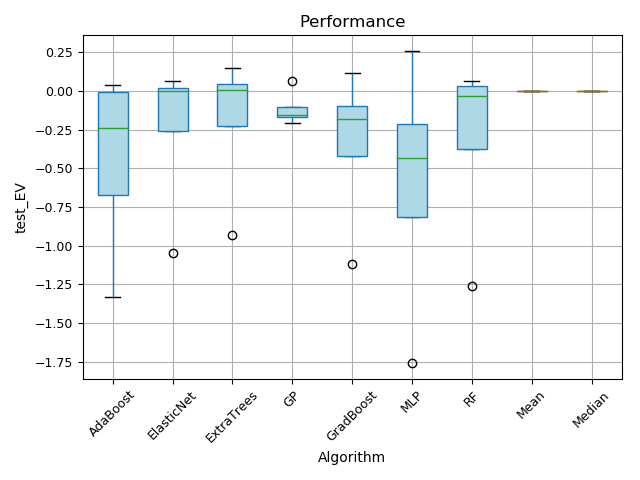 Performance
0.25
0.00
−0.25
−0.50
−0.75
−1.00
−1.25
−1.50
−1.75
test_EV
AdaBoost
ElasticNet
ExtraTrees
GP
GradBoost
MLP
RF
Mean
Median
Algorithm